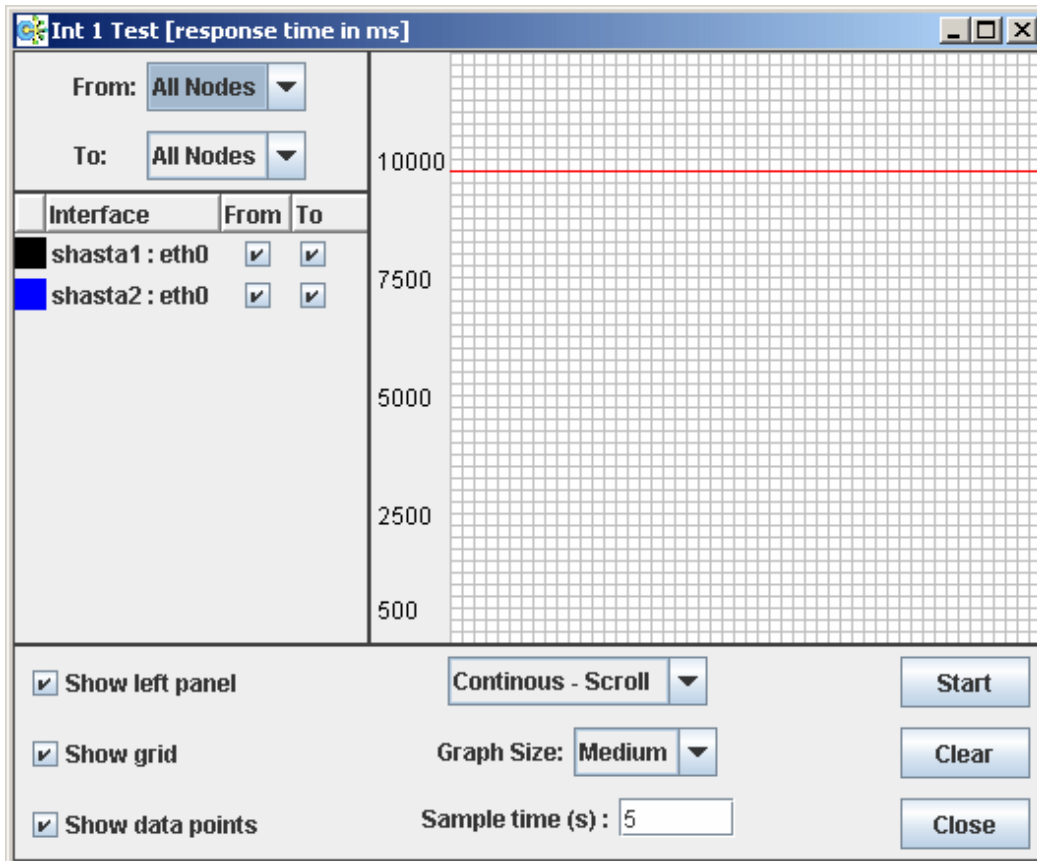 Int 1 Test [response time in ms]
From: All Nodes
To: All Nodes
Interface From To
shasta1 : eth0
shasta2 : eth0
10000
7500
5000
2500
500
Show left panel
Continous - Scroll
Start
Show grid
Graph Size: Medium
Clear
Show data points
Sample time (s) : 5
Close